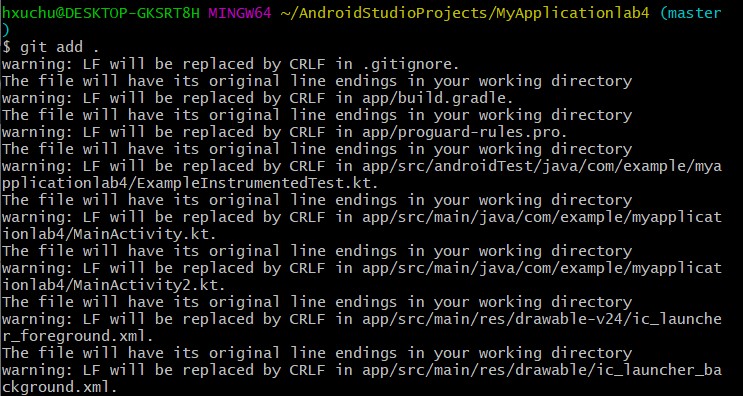 hxuchu@DESKTOP-GKSRT8H MINGW64 ~/AndroidStudioProjects/MyApplicationlab4 (master
)
$ git add .
warning: LF will be replaced by CRLF in .gitignore.
The file will have its original line endings in your working directory
warning: LF will be replaced by CRLF in app/build.gradle.
The file will have its original line endings in your working directory
warning: LF will be replaced by CRLF in app/proguard-rules.pro.
The file will have its original line endings in your working directory
warning: LF will be replaced by CRLF in app/src/androidTest/java/com/example/mya
pplicationlab4/ExampleInstrumentedTest.kt.
The file will have its original line endings in your working directory
warning: LF will be replaced by CRLF in app/src/main/java/com/example/myapplicat
ionlab4/MainActivity.kt.
The file will have its original line endings in your working directory
warning: LF will be replaced by CRLF in app/src/main/java/com/example/myapplicat
ionlab4/MainActivity2.kt.
The file will have its original line endings in your working directory
warning: LF will be replaced by CRLF in app/src/main/res/drawable-v24/ic_launche
r_foreground.xml.
The file will have its original line endings in your working directory
warning: LF will be replaced by CRLF in app/src/main/res/drawable/ic_launcher_ba
ckground.xml.